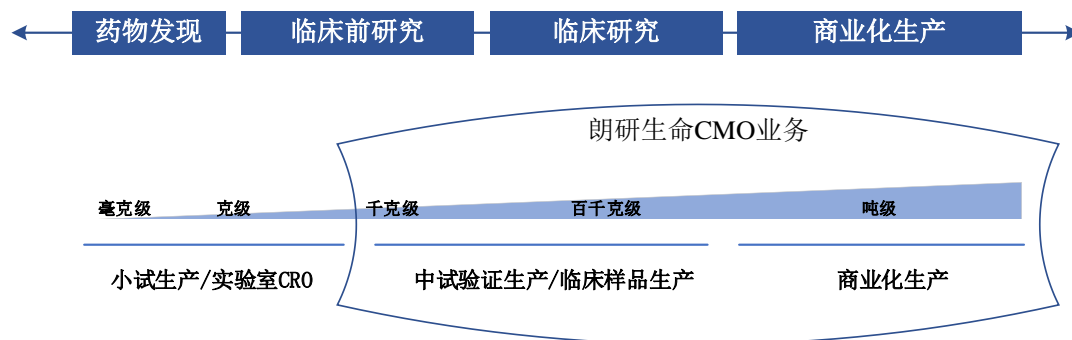 药物发现 临床前研究 临床研究 商业化生产
朗研生命CMO业务
毫克级 克级 千克级 百千克级 吨级
小试生产/实验室CRO 中试验证生产/临床样品生产 商业化生产